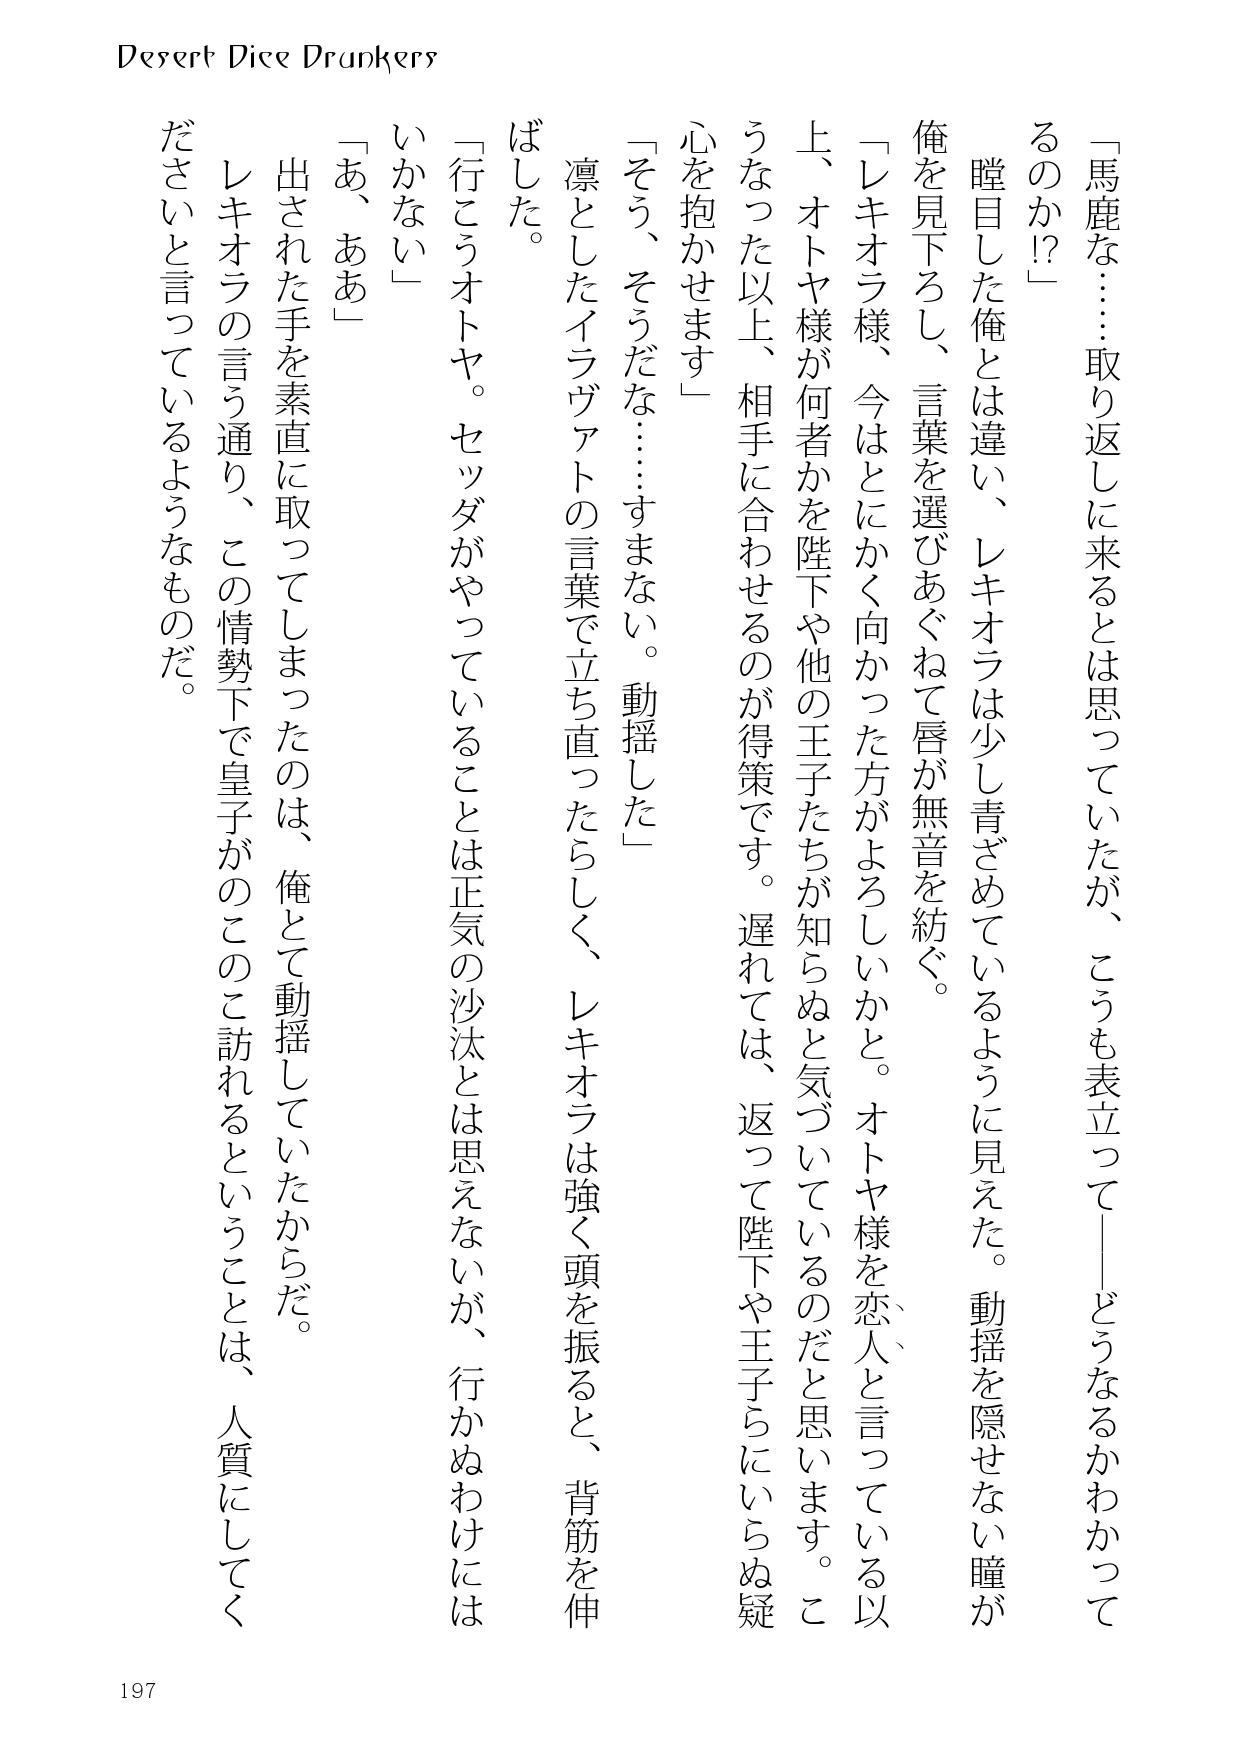 Desert Dice Drunkers
「馬鹿な……取り返しに来るとは思っていたが、こうも表立って――どうなるかわかって
るのか!?」
　瞠目した俺とは違い、レキオラは少し青ざめているように見えた。動揺を隠せない瞳が
俺を見下ろし、言葉を選びあぐねて唇が無音を紡ぐ。
「レキオラ様、今はとにかく向かった方がよろしいかと。オトヤ様を恋人と言っている以
上、オトヤ様が何者かを陛下や他の王子たちが知らぬと気づいているのだと思います。こ
うなった以上、相手に合わせるのが得策です。遅れては、返って陛下や王子らにいらぬ疑
心を抱かせます」
「そう、そうだな……すまない。動揺した」
　凛としたイラヴァトの言葉で立ち直ったらしく、レキオラは強く頭を振ると、背筋を伸
ばした。
「行こうオトヤ。セッダがやっていることは正気の沙汰とは思えないが、行かぬわけには
いかない」
「あ、ああ」
　出された手を素直に取ってしまったのは、俺とて動揺していたからだ。
　レキオラの言う通り、この情勢下で皇子がのこのこ訪れるということは、人質にしてく
ださいと言っているようなものだ。
197